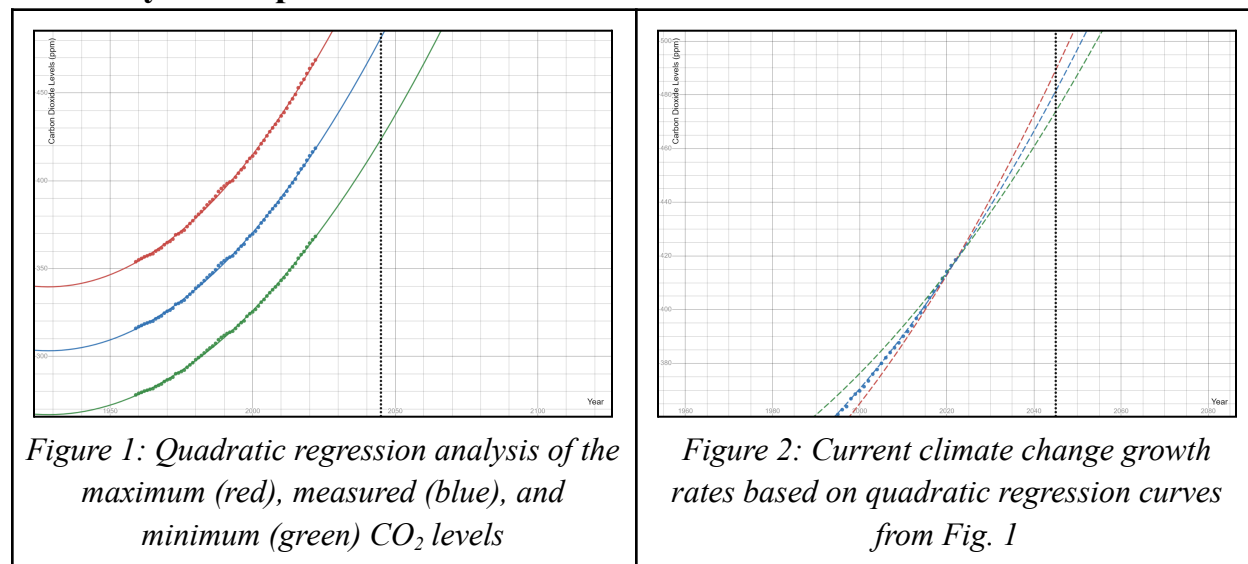 Carbon Dioxide Levels (ppm)
450
400
350
300
1950
2000
2050
2100
Year
Carbon Dioxide Levels (ppm)
500
480
460
440
420
400
380
1960
1980
2000
2020
2040
2060
2080
Year
Figure 1: Quadratic regression analysis of the
maximum (red), measured (blue), and
minimum (green) CO₂ levels
Figure 2: Current climate change growth
rates based on quadratic regression curves
from Fig. 1